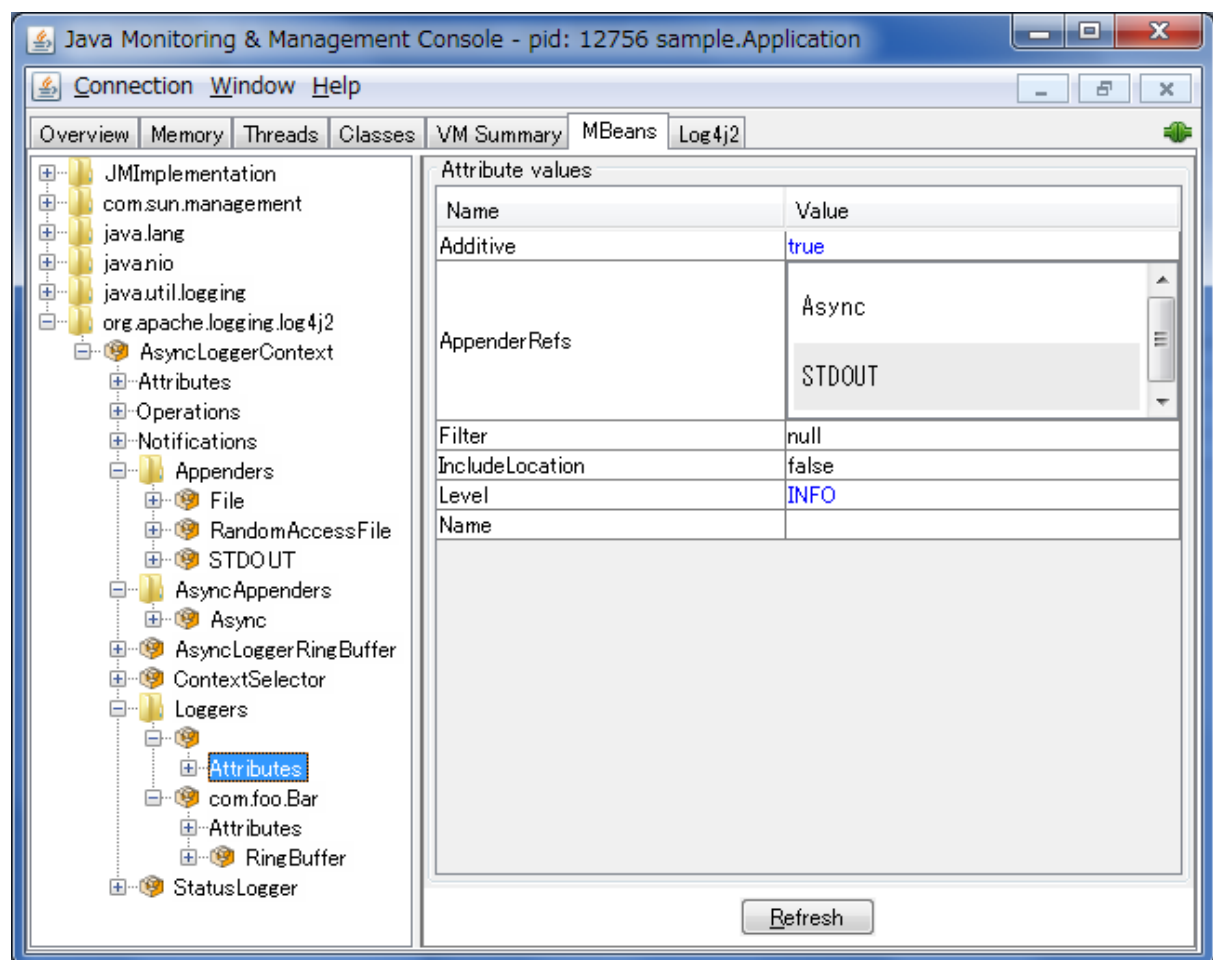 Java Monitoring & Management Console - pid: 12756 sample.Application
Connection Window Help
Overview Memory Threads Classes VM Summary MBeans Log4j2
JMImplementation
com.sun.management
java.lang
java.nio
java.util.logging
org.apache.logging.log4j2
AsyncLoggerContext
Attributes
Operations
Notifications
Appenders
File
RandomAccessFile
STDOUT
AsyncAppenders
Async
AsyncLoggerRingBuffer
ContextSelector
Loggers
Attributes
com.foo.Bar
Attributes
RingBuffer
StatusLogger
Attribute values
Name Value
Additive true
AppenderRefs
Async
STDOUT
Filter null
IncludeLocation false
Level INFO
Name
Refresh